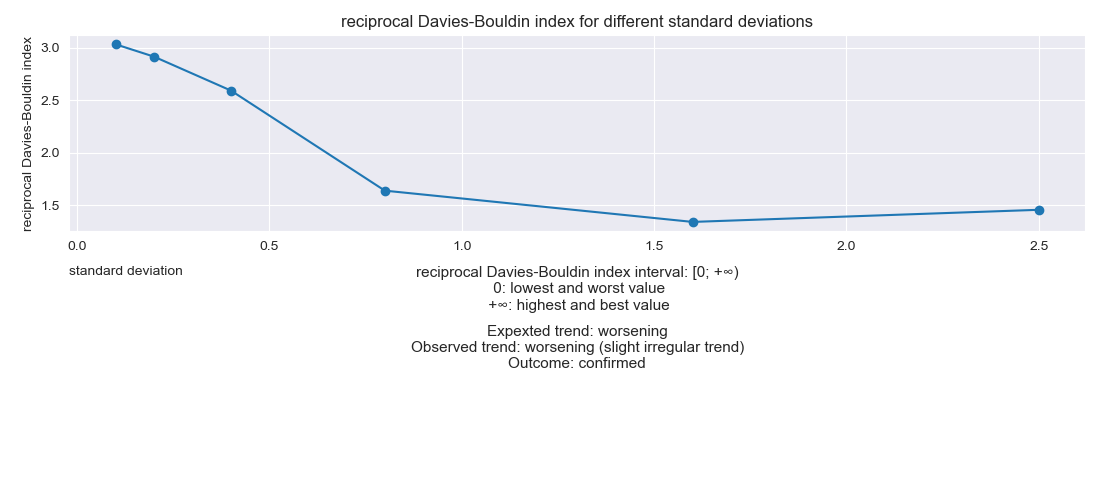 reciprocal Davies-Bouldin index for different standard deviations
reciprocal Davies-Bouldin index
3.0
2.5
2.0
1.5
0.0 0.5 1.0 1.5 2.0 2.5
standard deviation
reciprocal Davies-Bouldin index interval: [0; +∞)
0: lowest and worst value
+∞: highest and best value
Expexted trend: worsening
Observed trend: worsening (slight irregular trend)
Outcome: confirmed